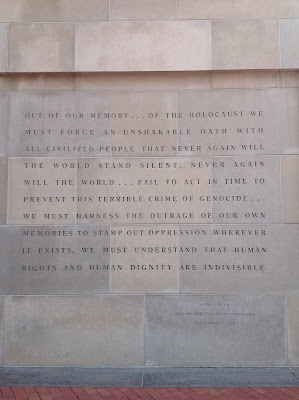 OUT OF OUR MEMORY... OF THE HOLOCAUST WE
MUST FORGE AN UNSHAKABLE OATH WITH
ALL CIVILIZED PEOPLE THAT NEVER AGAIN WILL
THE WORLD STAND SILENT, NEVER AGAIN
WILL THE WORLD... FAIL TO ACT IN TIME TO
PREVENT THIS TERRIBLE CRIME OF GENOCIDE...
WE MUST HARNESS THE OUTRAGE OF OUR OWN
MEMORIES TO STAMP OUT OPPRESSION WHEREVER
IT EXISTS. WE MUST UNDERSTAND THAT HUMAN
RIGHTS AND HUMAN DIGNITY ARE INDIVISIBLE.